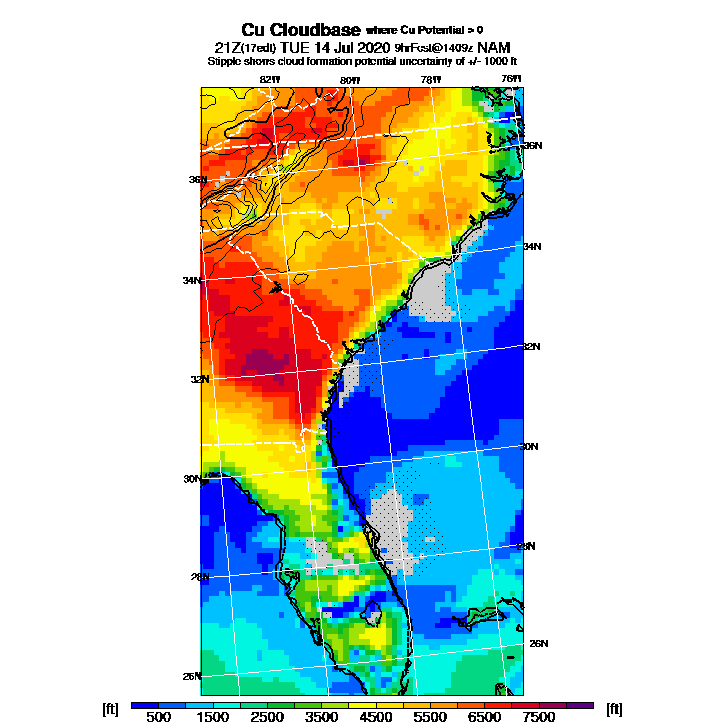 Cu Cloudbase where Cu Potential > 0
21Z(17edt) TUE 14 Jul 2020 9hrFcst@1409z NAM
Stipple shows cloud formation potential uncertainty of +/- 1000 ft
82W 80W 78W 76W
36N
36N
34N
34N
32N
32N
30N
30N
28N
28N
26N
26N
[ft] 500 1500 2500 3500 4500 5500 6500 7500 [ft]